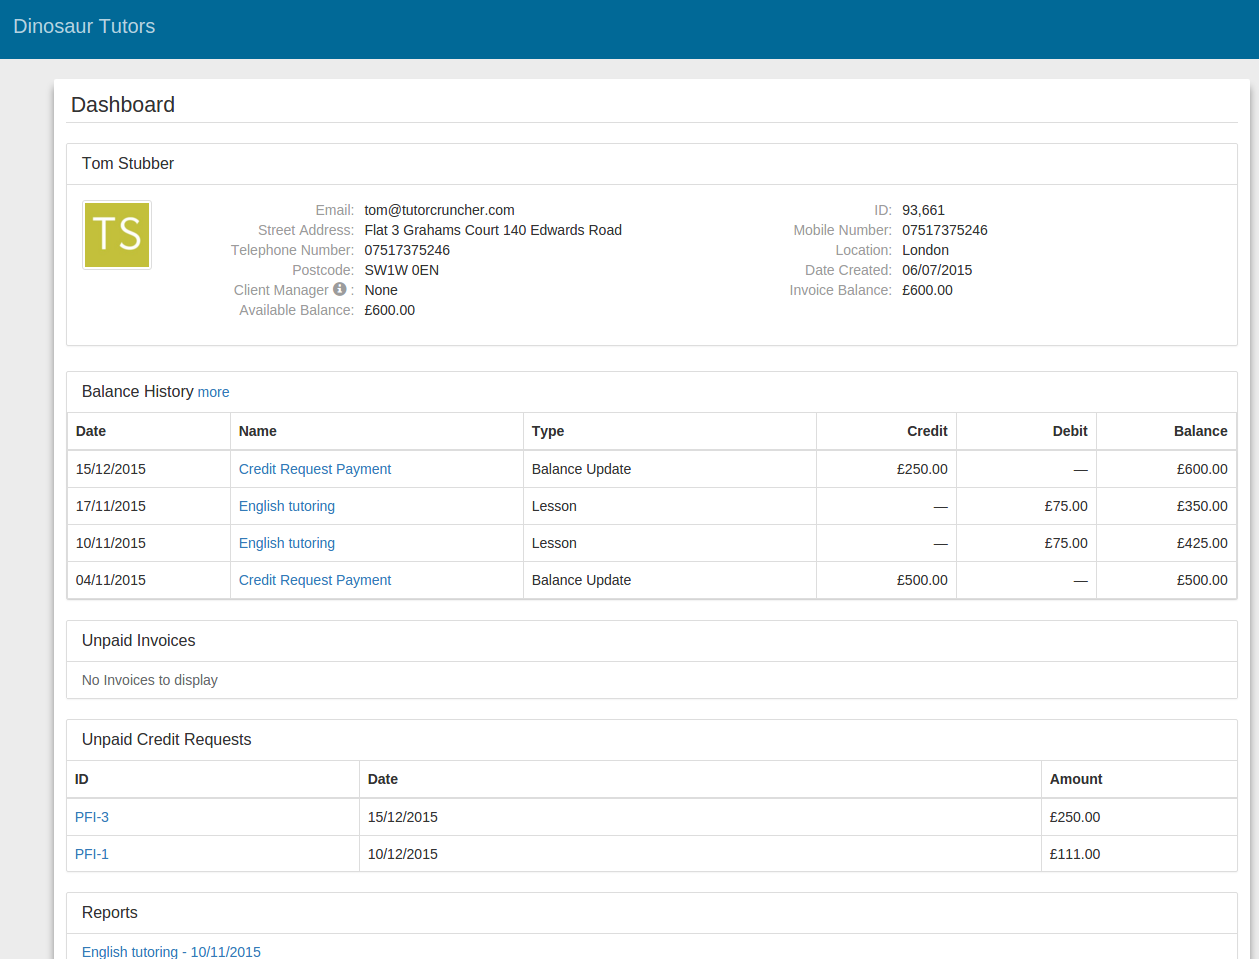 Dinosaur Tutors
Dashboard
Tom Stubber
TS
Email: tom@tutorcruncher.com
Street Address: Flat 3 Grahams Court 140 Edwards Road
Telephone Number: 07517375246
Postcode: SW1W 0EN
Client Manager : None
Available Balance: £600.00
ID: 93,661
Mobile Number: 07517375246
Location: London
Date Created: 06/07/2015
Invoice Balance: £600.00
Balance History more
Date Name Type Credit Debit Balance
15/12/2015 Credit Request Payment Balance Update £250.00 — £600.00
17/11/2015 English tutoring Lesson — £75.00 £350.00
10/11/2015 English tutoring Lesson — £75.00 £425.00
04/11/2015 Credit Request Payment Balance Update £500.00 — £500.00
Unpaid Invoices
No Invoices to display
Unpaid Credit Requests
ID Date Amount
PFI-3 15/12/2015 £250.00
PFI-1 10/12/2015 £111.00
Reports
English tutoring - 10/11/2015